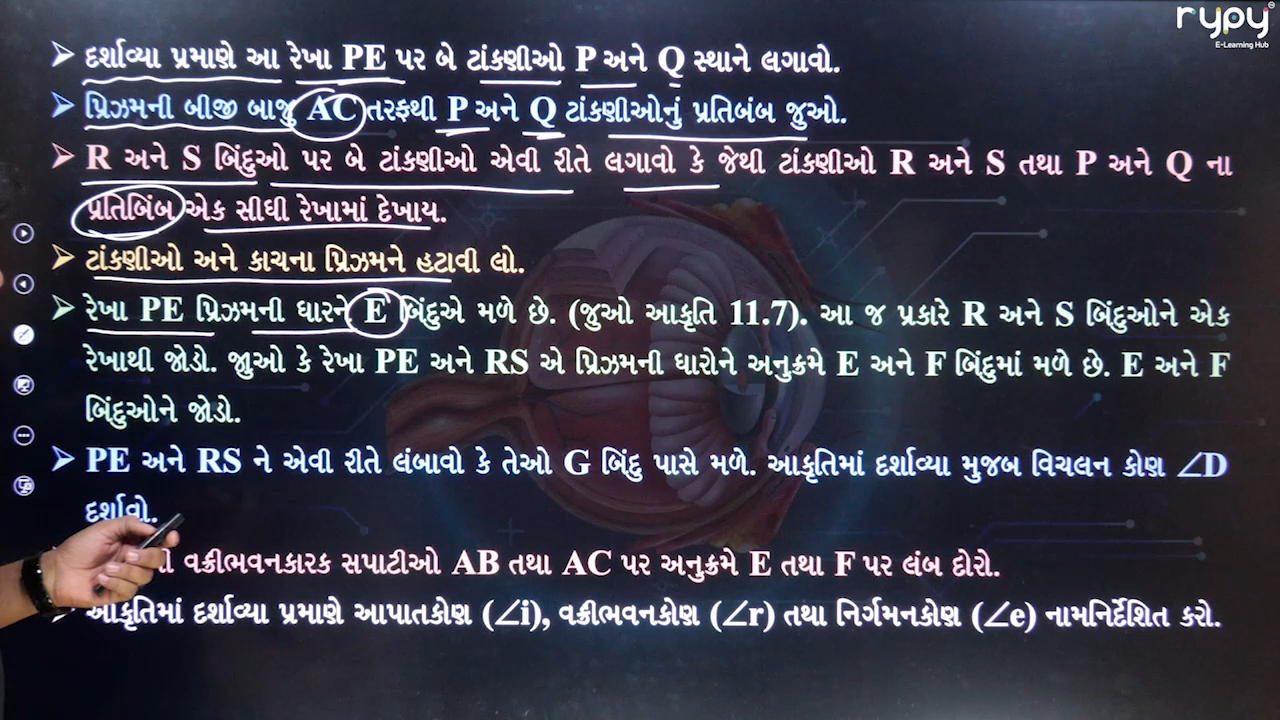 rypy
E-Learning Hub
દર્શાવ્યા પ્રમાણે આ રેખા PE પર બે ટાંકણીઓ P અને Q સ્થાને લગાવો.
પ્રિઝમની બીજી બાજુ AC તરફથી P અને Q ટાંકણીઓનું પ્રતિબંબ જુઓ.
R અને S બિંદુઓ પર બે ટાંકણીઓ એવી રીતે લગાવો કે જેથી ટાંકણીઓ R અને S તથા P અને Q ના
પ્રતિબિંબ એક સીધી રેખામાં દેખાય.
ટાંકણીઓ અને કાચના પ્રિઝમને હટાવી લો.
રેખા PE પ્રિઝમની ધારને E બિંદુએ મળે છે. (જુઓ આકૃતિ 11.7). આ જ પ્રકારે R અને S બિંદુઓને એક
રેખાથી જોડો. જુઓ કે રેખા PE અને RS એ પ્રિઝમની ધારોને અનુક્રમે E અને F બિંદુમાં મળે છે. E અને F
બિંદુઓને જોડો.
PE અને RS ને એવી રીતે લંબાવો કે તેઓ G બિંદુ પાસે મળે. આકૃતિમાં દર્શાવ્યા મુજબ વિચલન કોણ ∠D
દર્શાવો.
વક્રીભવનકારક સપાટીઓ AB તથા AC પર અનુક્રમે E તથા F પર લંબ દોરો.
આકૃતિમાં દર્શાવ્યા પ્રમાણે આપાતકોણ (∠i), વક્રીભવનકોણ (∠r) તથા નિર્ગમનકોણ (∠e) નામનિર્દેશિત કરો.